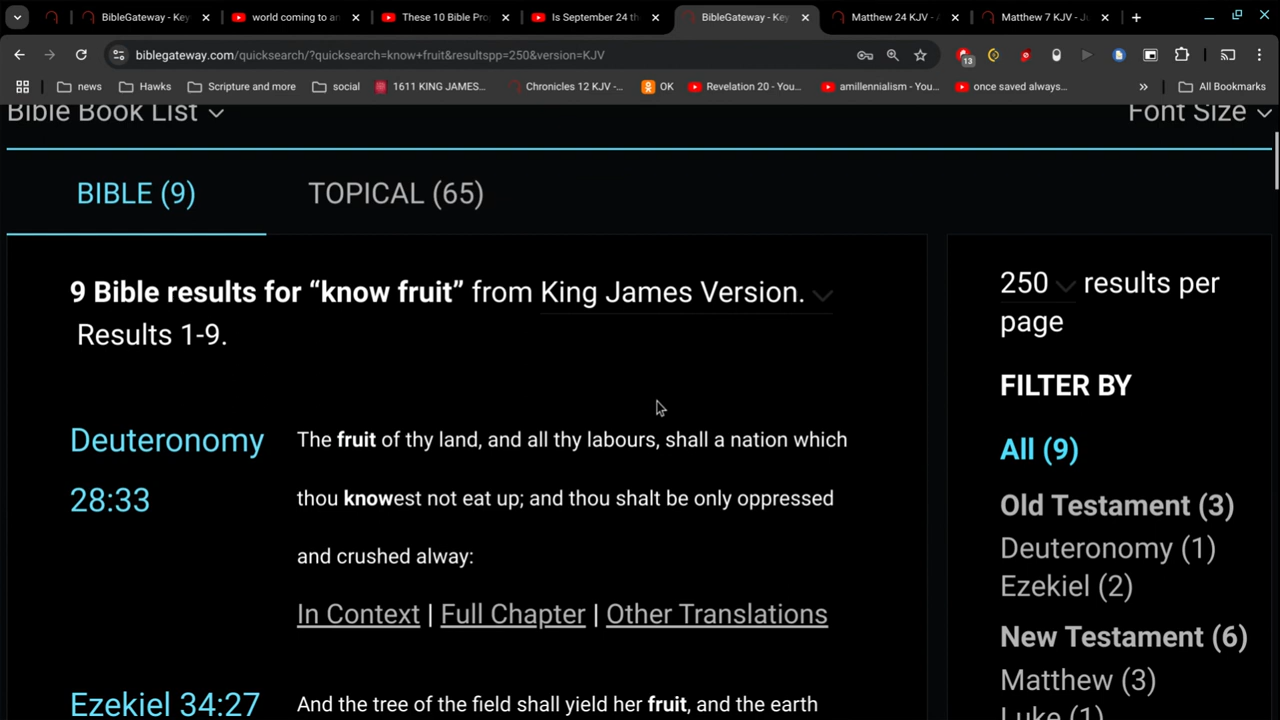 BibleGateway - Key
world coming to an
These 10 Bible Pro
Is September 24 th
BibleGateway - Key
Matthew 24 KJV - A
Matthew 7 KJV - Ju
biblegateway.com/quicksearch/?quicksearch=know+fruit&resultspp=250&version=KJV
13
news
Hawks
Scripture and more
social
1611 KING JAMES...
Chronicles 12 KJV -...
OK
Revelation 20 - You...
amillennialism - You...
once saved always...
»
All Bookmarks
Bible Book List
Font Size
BIBLE (9)
TOPICAL (65)
9 Bible results for “know fruit” from King James Version.
Results 1-9.
250 results per
page
FILTER BY
Deuteronomy
28:33
The fruit of thy land, and all thy labours, shall a nation which
thou knowest not eat up; and thou shalt be only oppressed
and crushed alway:
In Context | Full Chapter | Other Translations
All (9)
Old Testament (3)
Deuteronomy (1)
Ezekiel (2)
New Testament (6)
Matthew (3)
Luke (1)
Ezekiel 34:27
And the tree of the field shall yield her fruit, and the earth